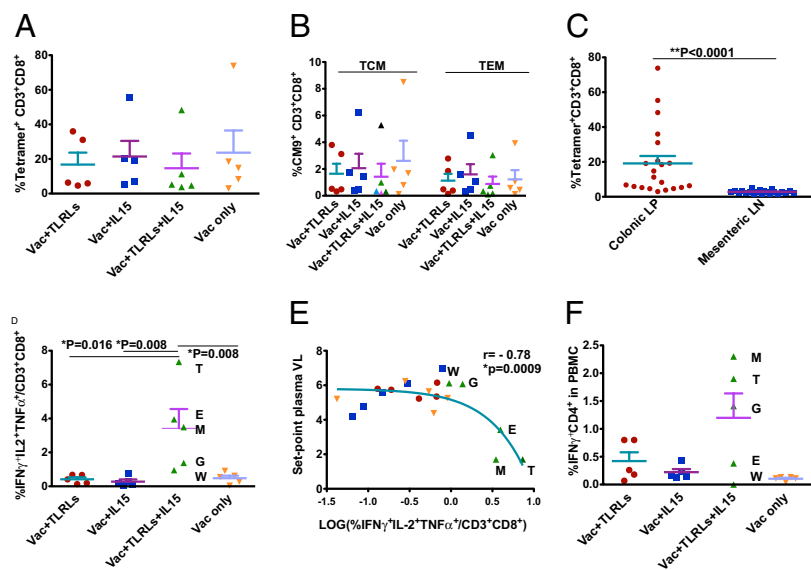 A
%Tetramer⁺ CD3⁺CD8⁺
80
60
40
20
0
Vac+TLRLs
Vac+IL15
Vac+TLRLs+IL15
Vac only
B
%CM9⁺ CD3⁺CD8⁺
10
8
6
4
2
0
TCM
TEM
Vac+TLRLs
Vac+IL15
Vac+TLRLs+IL15
Vac only
Vac+TLRLs
Vac+IL15
Vac+TLRLs+IL15
Vac only
C
**P<0.0001
%Tetramer⁺CD3⁺CD8⁺
80
60
40
20
0
Colonic LP
Mesenteric LN
D
%IFNγ⁺IL2⁺TNFα⁺/CD3⁺CD8⁺
*P=0.016
*P=0.008
*P=0.008
8
6
4
2
0
T
E
M
G
W
Vac+TLRLs
Vac+IL15
Vac+TLRLs+IL15
Vac only
E
r= - 0.78
*p=0.0009
Set-point plasma VL
8
6
4
2
0
W
G
E
M
T
-1.5
-1.0
-0.5
0.0
0.5
1.0
LOG(%IFNγ⁺IL-2⁺TNFα⁺/CD3⁺CD8⁺)
F
%IFNγ⁺CD4⁺ in PBMC
2.5
2.0
1.5
1.0
0.5
0.0
M
T
G
E
W
Vac+TLRLs
Vac+IL15
Vac+TLRLs+IL15
Vac only